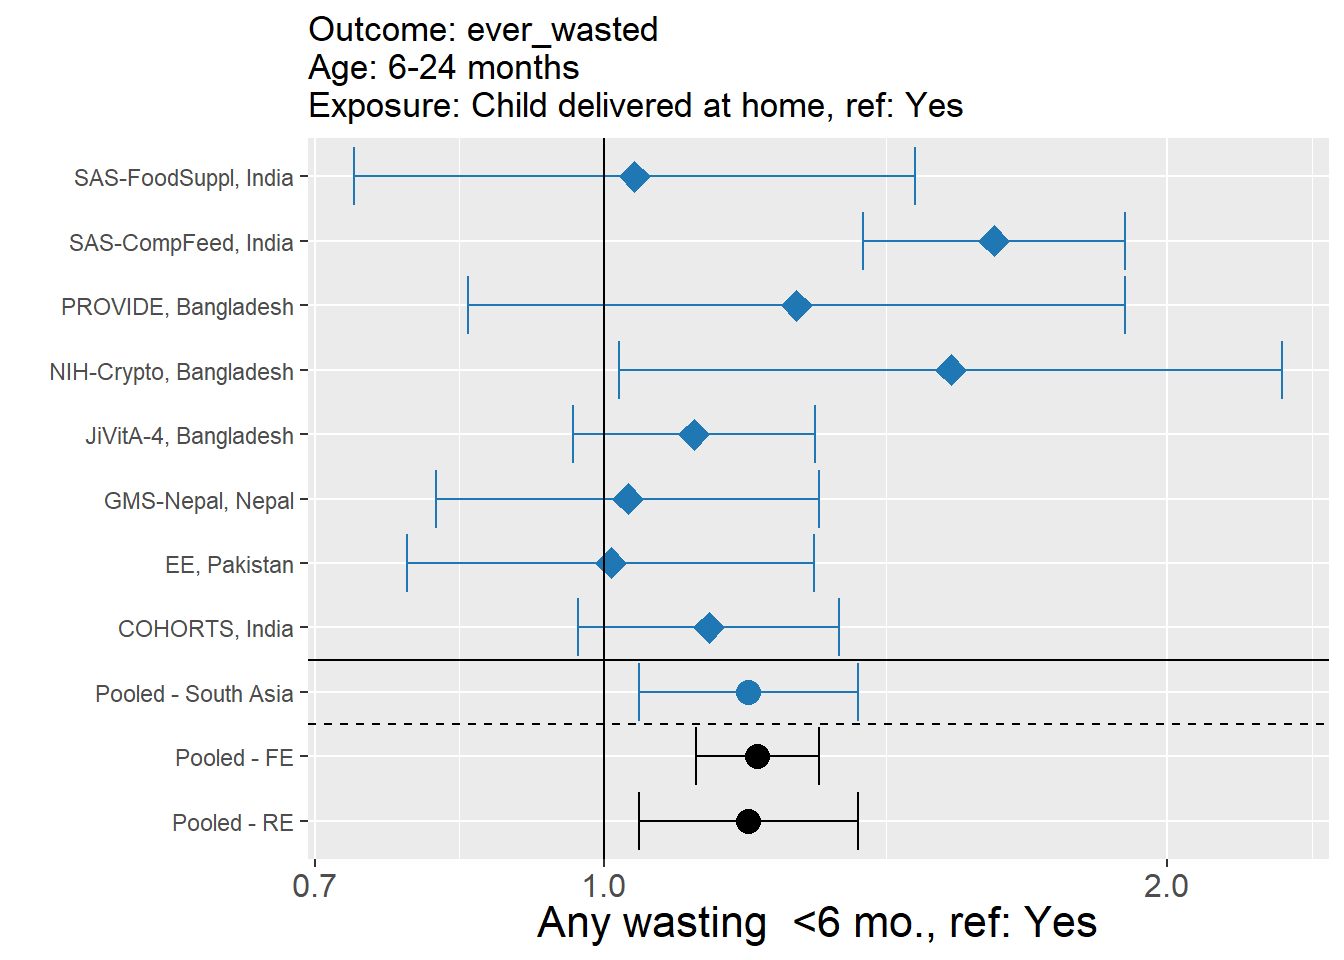 Outcome: ever_wasted
Age: 6-24 months
Exposure: Child delivered at home, ref: Yes
SAS-FoodSuppl, India
SAS-CompFeed, India
PROVIDE, Bangladesh
NIH-Crypto, Bangladesh
JiVitA-4, Bangladesh
GMS-Nepal, Nepal
EE, Pakistan
COHORTS, India
Pooled - South Asia
Pooled - FE
Pooled - RE
0.7 1.0 2.0
Any wasting  <6 mo., ref: Yes